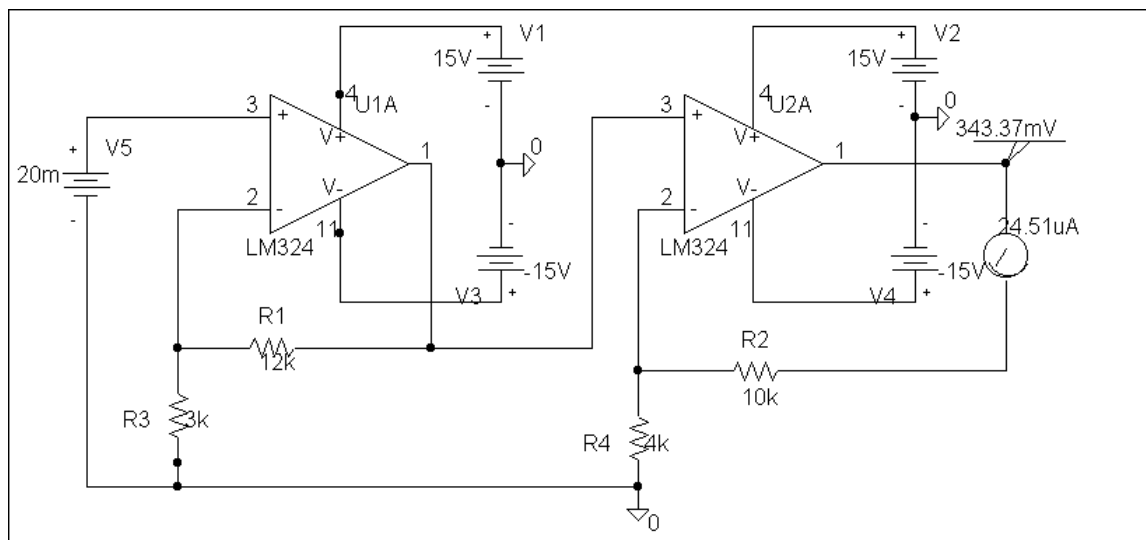 +
V1
15V
-
4
U1A
3
+
V+
+
V5
20m
-
1
0
2
-
V-
11
LM324
-
-15V
V3
+
R1
12k
R3
3k
+
V2
15V
-
4
U2A
3
+
V+
0
343.37mV
1
2
-
V-
11
LM324
-
24.51uA
-15V
V4
+
R2
10k
R4
4k
0